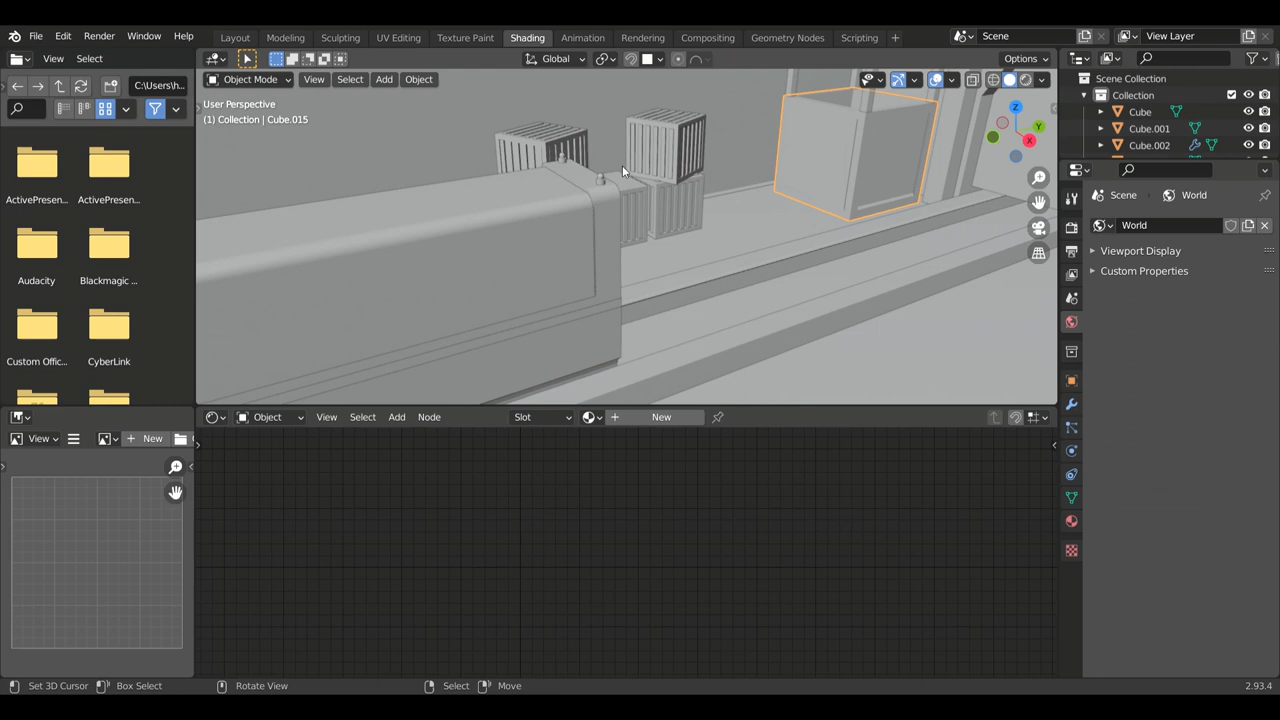 File Edit Render Window Help
Layout Modeling Sculpting UV Editing Texture Paint Shading Animation Rendering Compositing Geometry Nodes Scripting +
Scene
View Layer
View Select
Global
Options
C:\Users\h...
Object Mode View Select Add Object
User Perspective
(1) Collection | Cube.015
ActivePresen...
ActivePresen...
Audacity
Blackmagic ...
Custom Offic...
CyberLink
Z
Y
X
Scene Collection
Collection
Cube
Cube.001
Cube.002
Scene
World
World
Viewport Display
Custom Properties
View
New
Object View Select Add Node
Slot
New
Set 3D Cursor
Box Select
Rotate View
Select
Move
2.93.4